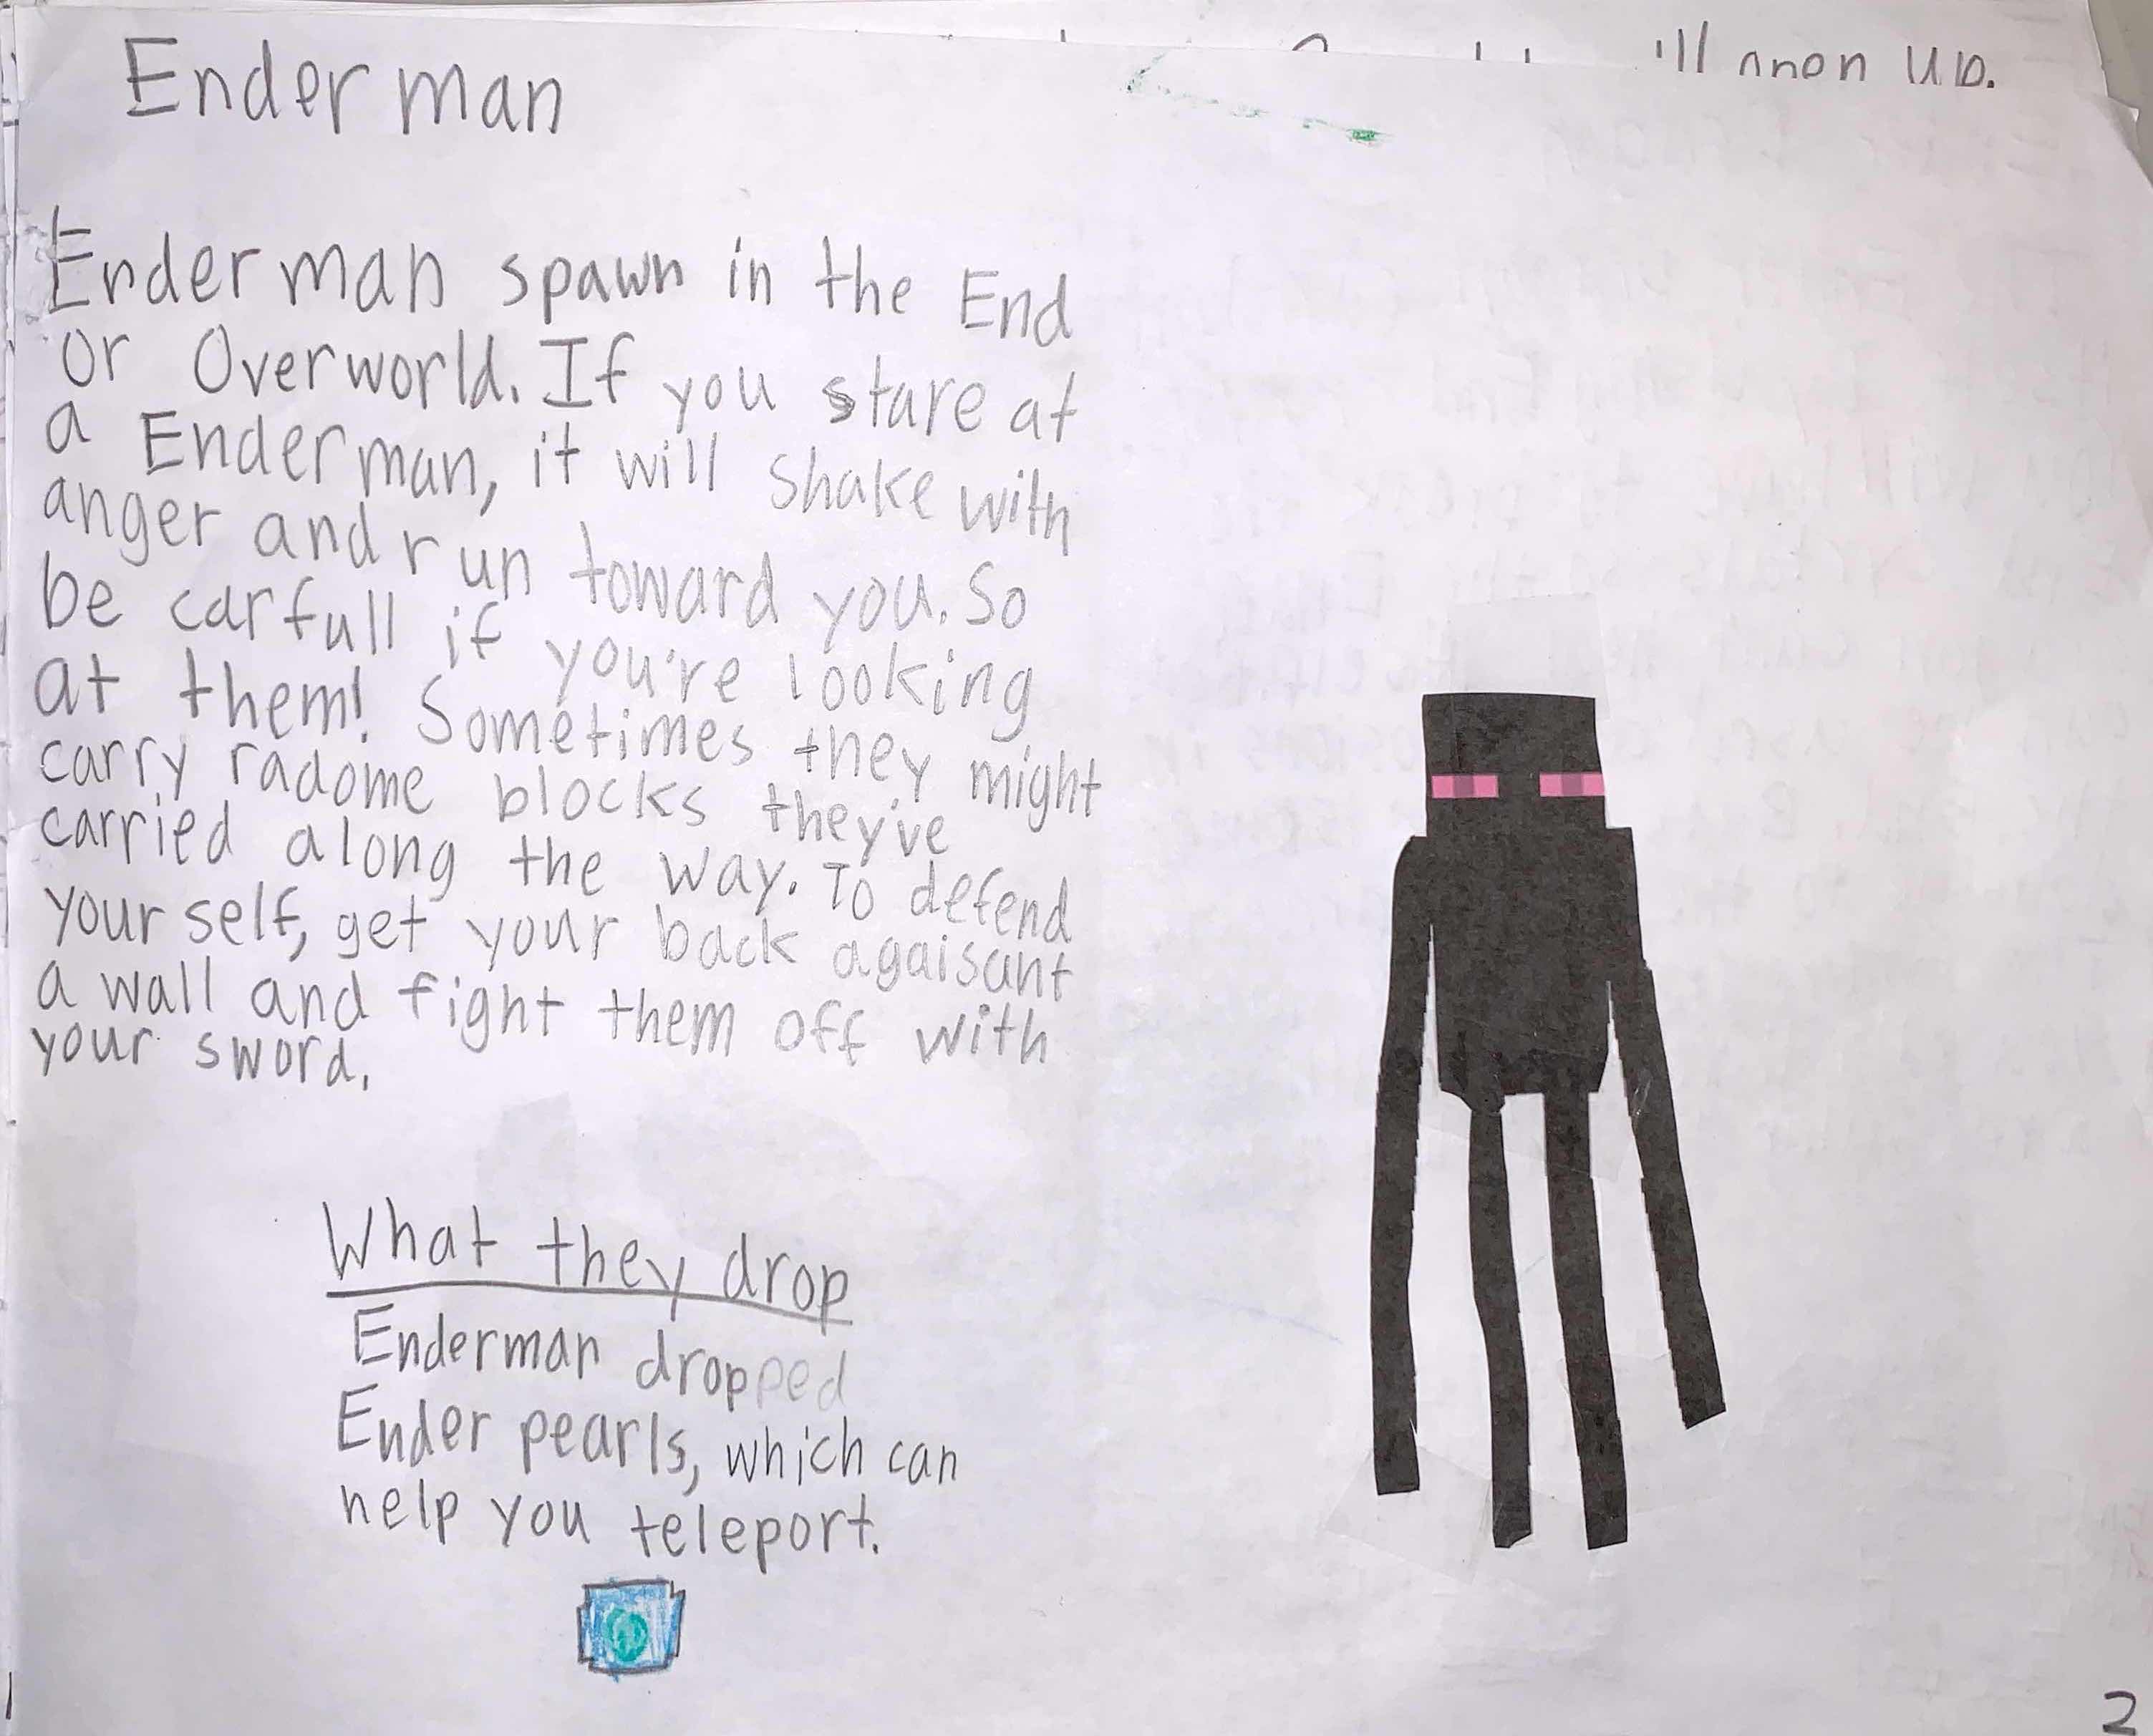 up.
Enderman
Enderman spawn in the End
or Overworld. If you stare at
a Enderman, it will shake with
anger and run toward you. So
be carfull if you're looking
at them! Sometimes they might
carry radome blocks they've
carried along the way. To defend
your self, get your back agaisant
a wall and fight them off with
your sword.
What they drop
Enderman dropped
Ender pearls, which can
help you teleport.
1
2